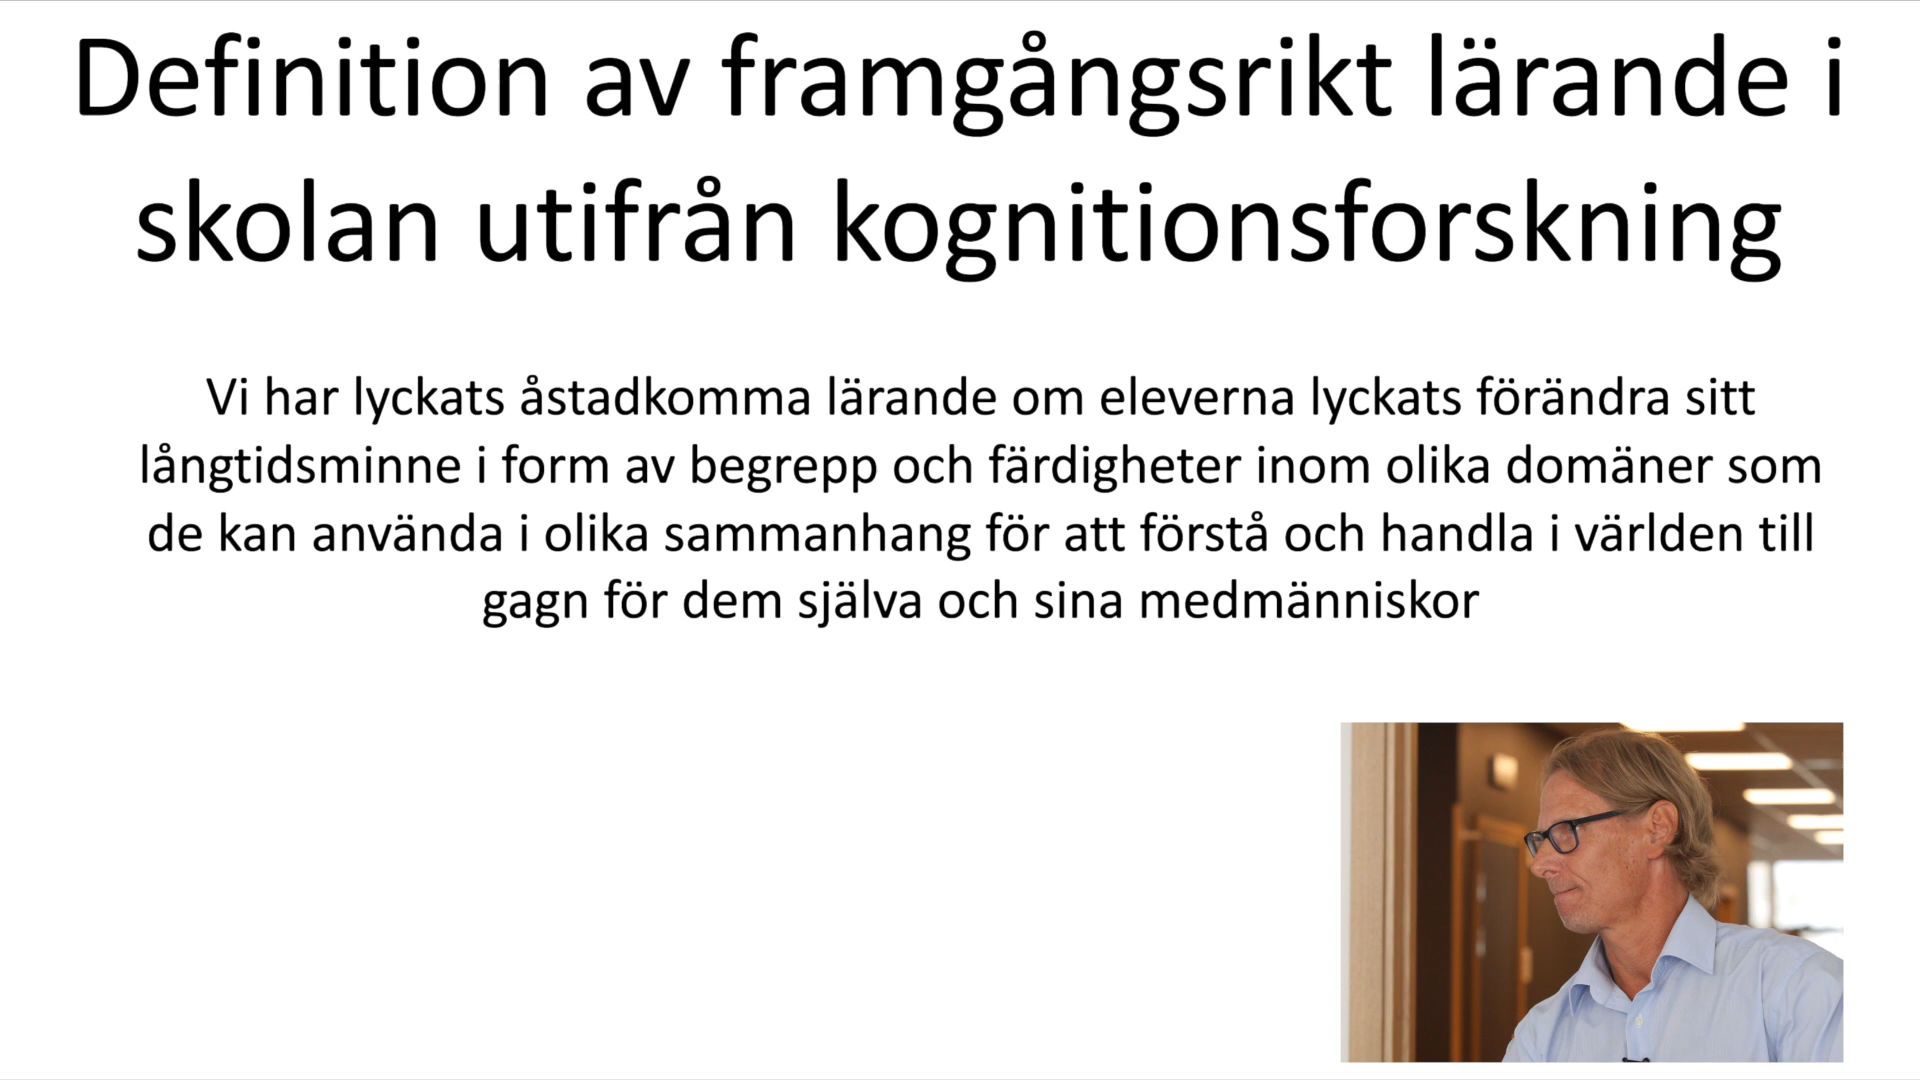 Definition av framgångsrikt lärande i
skolan utifrån kognitionsforskning
Vi har lyckats åstadkomma lärande om eleverna lyckats förändra sitt
långtidsminne i form av begrepp och färdigheter inom olika domäner som
de kan använda i olika sammanhang för att förstå och handla i världen till
gagn för dem själva och sina medmänniskor